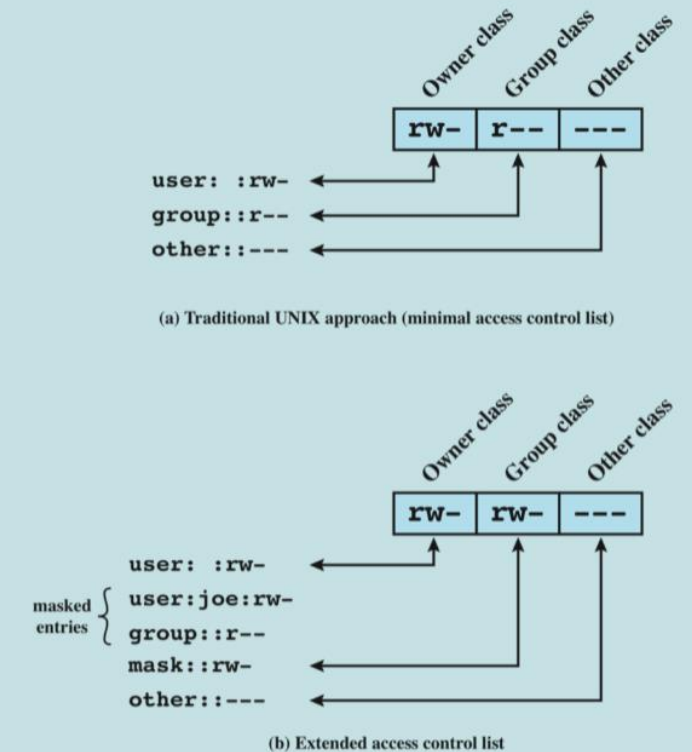 Owner class
Group class
Other class
rw- r-- ---
user: :rw-
group::r--
other::---
(a) Traditional UNIX approach (minimal access control list)
Owner class
Group class
Other class
rw- rw- ---
user: :rw-
masked entries
user:joe:rw-
group::r--
mask::rw-
other::---
(b) Extended access control list